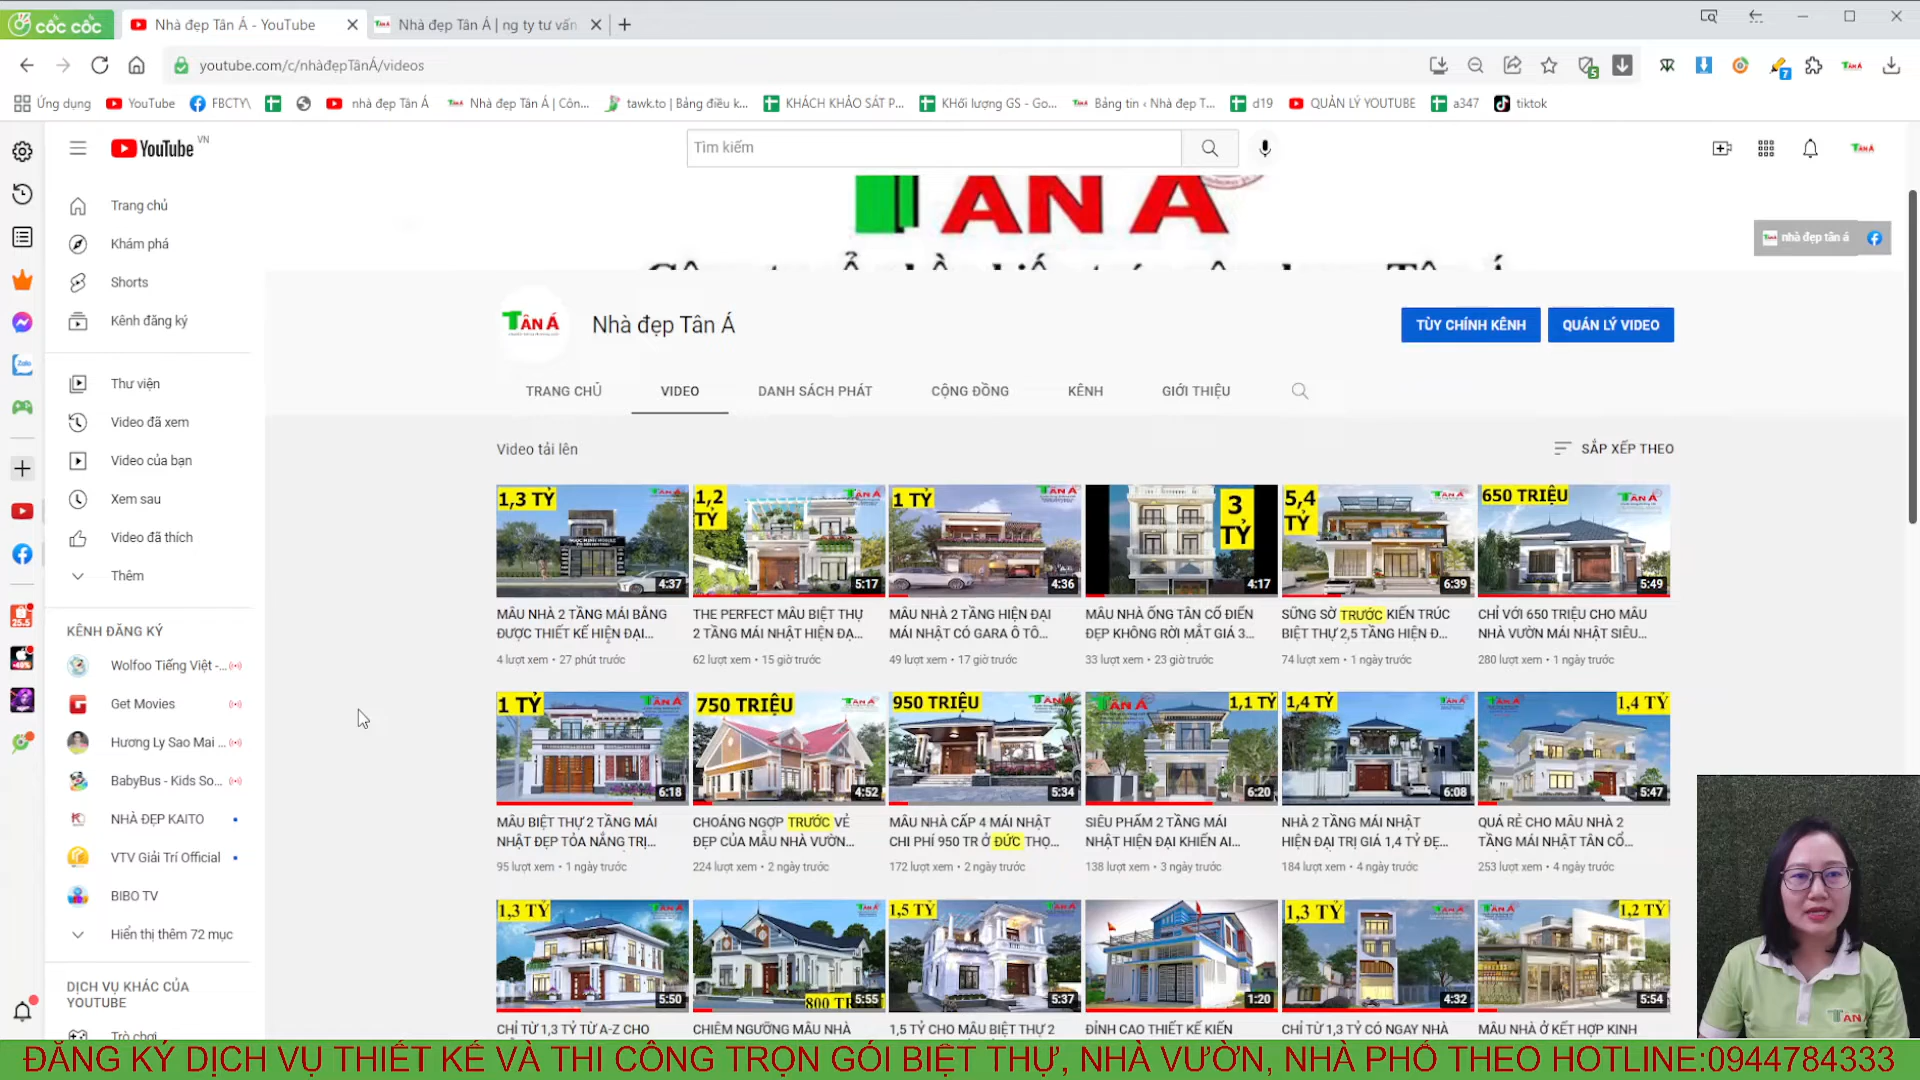 cốc cốc
Nhà đẹp Tân Á - YouTube
Nhà đẹp Tân Á | ng ty tư vấn
youtube.com/c/nhàđẹpTânÁ/videos
Ứng dụng
YouTube
FBCTY\
nhà đẹp Tân Á
Nhà đẹp Tân Á | Côn...
tawk.to | Bảng điều k...
KHÁCH KHẢO SÁT P...
KHối lượng GS - Go...
Bảng tin ‹ Nhà đẹp T...
d19
QUẢN LÝ YOUTUBE
a347
tiktok
YouTube VN
Tìm kiếm
TÂN Á
nhà đẹp tân á
Trang chủ
Khám phá
Shorts
Kênh đăng ký
Thư viện
Video đã xem
Video của bạn
Xem sau
Video đã thích
Thêm
KÊNH ĐĂNG KÝ
Wolfoo Tiếng Việt -...
Get Movies
Hương Ly Sao Mai ...
BabyBus - Kids So...
NHÀ ĐẸP KAITO
VTV Giải Trí Official
BIBO TV
Hiển thị thêm 72 mục
DỊCH VỤ KHÁC CỦA
YOUTUBE
Trò chơi
TÂN Á
Nhà đẹp Tân Á
TÙY CHỈNH KÊNH
QUẢN LÝ VIDEO
TRANG CHỦ
VIDEO
DANH SÁCH PHÁT
CỘNG ĐỒNG
KÊNH
GIỚI THIỆU
Video tải lên
SẮP XẾP THEO
1,3 TỶ
4:37
MẪU NHÀ 2 TẦNG MÁI BẰNG
ĐƯỢC THIẾT KẾ HIỆN ĐẠI...
4 lượt xem • 27 phút trước
1,2
TỶ
5:17
THE PERFECT MẪU BIỆT THỰ
2 TẦNG MÁI NHẬT HIỆN ĐẠ...
62 lượt xem • 15 giờ trước
1 TỶ
4:36
MẪU NHÀ 2 TẦNG HIỆN ĐẠI
MÁI NHẬT CÓ GARA Ô TÔ...
49 lượt xem • 17 giờ trước
3
TỶ
4:17
MẪU NHÀ ỐNG TÂN CỔ ĐIỂN
ĐẸP KHÔNG RỜI MẮT GIÁ 3...
33 lượt xem • 23 giờ trước
5,4
TỶ
6:39
SỮNG SỜ TRƯỚC KIẾN TRÚC
BIỆT THỰ 2,5 TẦNG HIỆN Đ...
74 lượt xem • 1 ngày trước
650 TRIỆU
5:49
CHỈ VỚI 650 TRIỆU CHO MẪU
NHÀ VƯỜN MÁI NHẬT SIÊU...
280 lượt xem • 1 ngày trước
1 TỶ
6:18
MẪU BIỆT THỰ 2 TẦNG MÁI
NHẬT ĐẸP TỎA NẮNG TRỊ...
95 lượt xem • 1 ngày trước
750 TRIỆU
4:52
CHOÁNG NGỢP TRƯỚC VẺ
ĐẸP CỦA MẪU NHÀ VƯỜN...
224 lượt xem • 2 ngày trước
950 TRIỆU
5:34
MẪU NHÀ CẤP 4 MÁI NHẬT
CHI PHÍ 950 TR Ở ĐỨC THỌ...
172 lượt xem • 2 ngày trước
1,1 TỶ
6:20
SIÊU PHẨM 2 TẦNG MÁI
NHẬT HIỆN ĐẠI KHIẾN AI...
138 lượt xem • 3 ngày trước
1,4 TỶ
6:08
NHÀ 2 TẦNG MÁI NHẬT
HIỆN ĐẠI TRỊ GIÁ 1,4 TỶ ĐẸ...
184 lượt xem • 4 ngày trước
1,4 TỶ
5:47
QUÁ RẺ CHO MẪU NHÀ 2
TẦNG MÁI NHẬT TÂN CỔ...
253 lượt xem • 4 ngày trước
1,3 TỶ
5:50
CHỈ TỪ 1,3 TỶ TỪ A-Z CHO
800 TR
5:55
CHIÊM NGƯỠNG MẪU NHÀ
1,5 TỶ
5:37
1,5 TỶ CHO MẪU BIỆT THỰ 2
1:20
ĐỈNH CAO THIẾT KẾ KIẾN
1,3 TỶ
4:32
CHỈ TỪ 1,3 TỶ CÓ NGAY NHÀ
1,2 TỶ
5:54
MẪU NHÀ Ở KẾT HỢP KINH
ĐĂNG KÝ DỊCH VỤ THIẾT KẾ VÀ THI CÔNG TRỌN GÓI BIỆT THỰ, NHÀ VƯỜN, NHÀ PHỐ THEO HOTLINE:0944784333